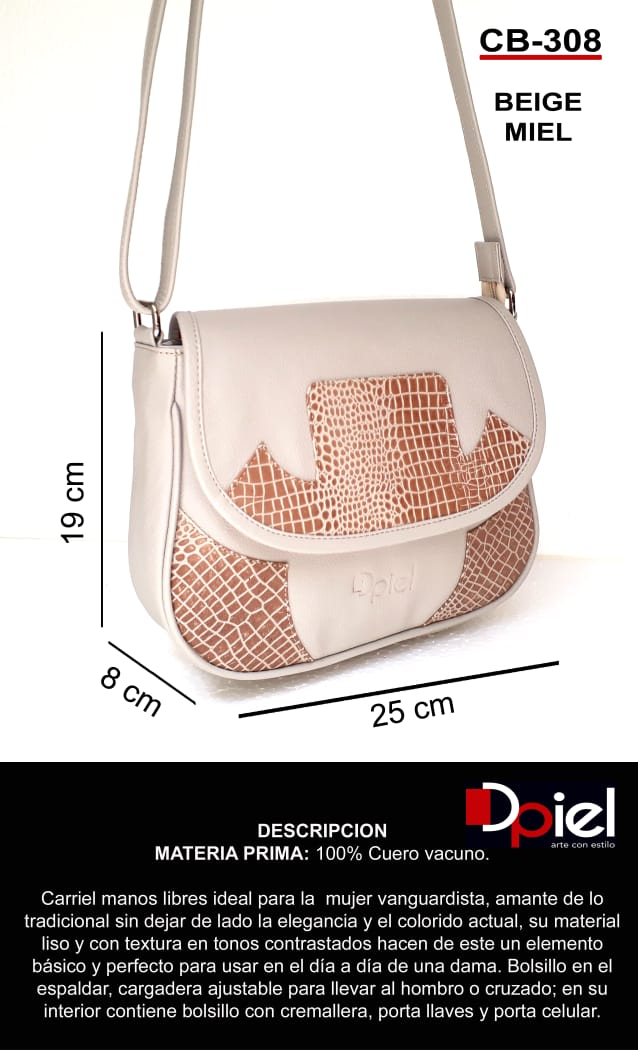 CB-308
BEIGE
MIEL
19 cm
8 cm
25 cm
Dpiel
Dpiel
arte con estilo
DESCRIPCION
MATERIA PRIMA: 100% Cuero vacuno.
Carriel manos libres ideal para la mujer vanguardista, amante de lo
tradicional sin dejar de lado la elegancia y el colorido actual, su material
liso y con textura en tonos contrastados hacen de este un elemento
básico y perfecto para usar en el día a día de una dama. Bolsillo en el
espaldar, cargadera ajustable para llevar al hombro o cruzado; en su
interior contiene bolsillo con cremallera, porta llaves y porta celular.